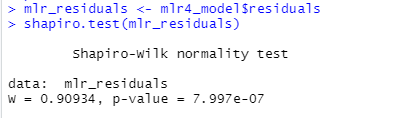 > mlr_residuals <- mlr4_model$residuals
> shapiro.test(mlr_residuals)
Shapiro-Wilk normality test
data:  mlr_residuals
W = 0.90934, p-value = 7.997e-07